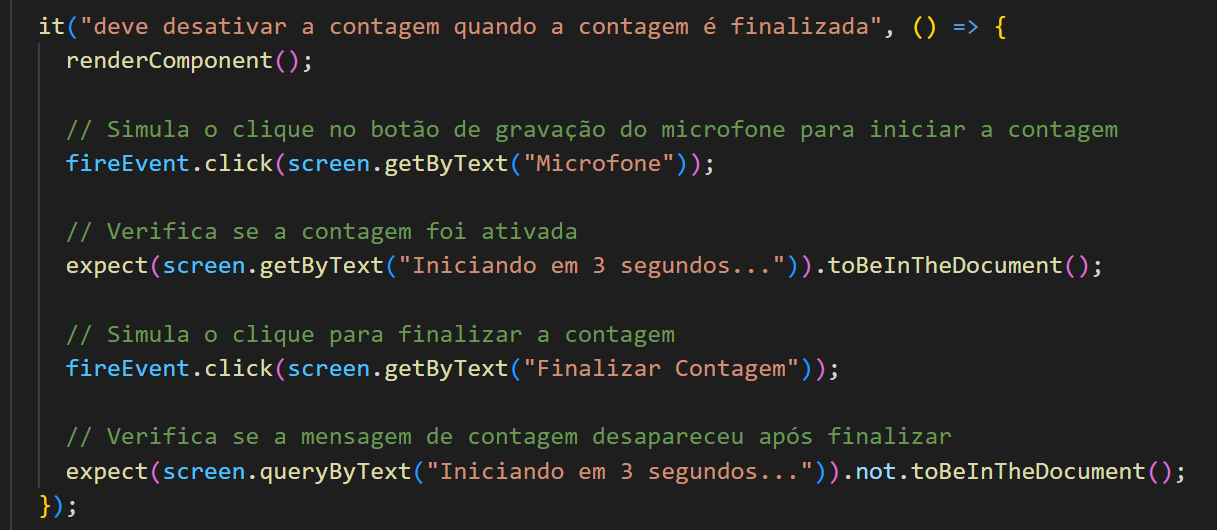 it("deve desativar a contagem quando a contagem é finalizada", () => {
renderComponent();
// Simula o clique no botão de gravação do microfone para iniciar a contagem
fireEvent.click(screen.getByText("Microfone"));
// Verifica se a contagem foi ativada
expect(screen.getByText("Iniciando em 3 segundos...")).toBeInTheDocument();
// Simula o clique para finalizar a contagem
fireEvent.click(screen.getByText("Finalizar Contagem"));
// Verifica se a mensagem de contagem desapareceu após finalizar
expect(screen.queryByText("Iniciando em 3 segundos...")).not.toBeInTheDocument();
});